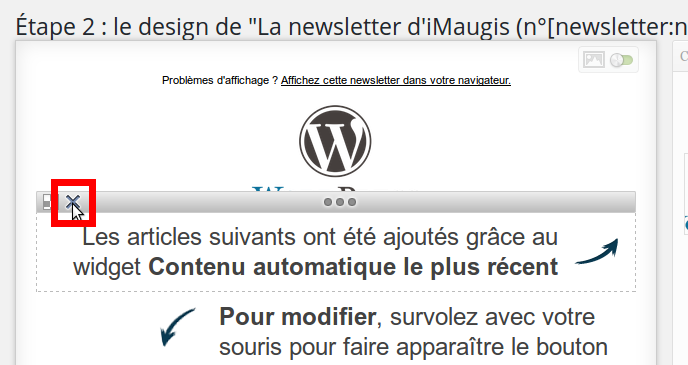 Étape 2 : le design de "La newsletter d'iMaugis (n°[newsletter:n
Problèmes d'affichage ? Affichez cette newsletter dans votre navigateur.
Les articles suivants ont été ajoutés grâce au
widget Contenu automatique le plus récent
Pour modifier, survolez avec votre
souris pour faire apparaître le bouton